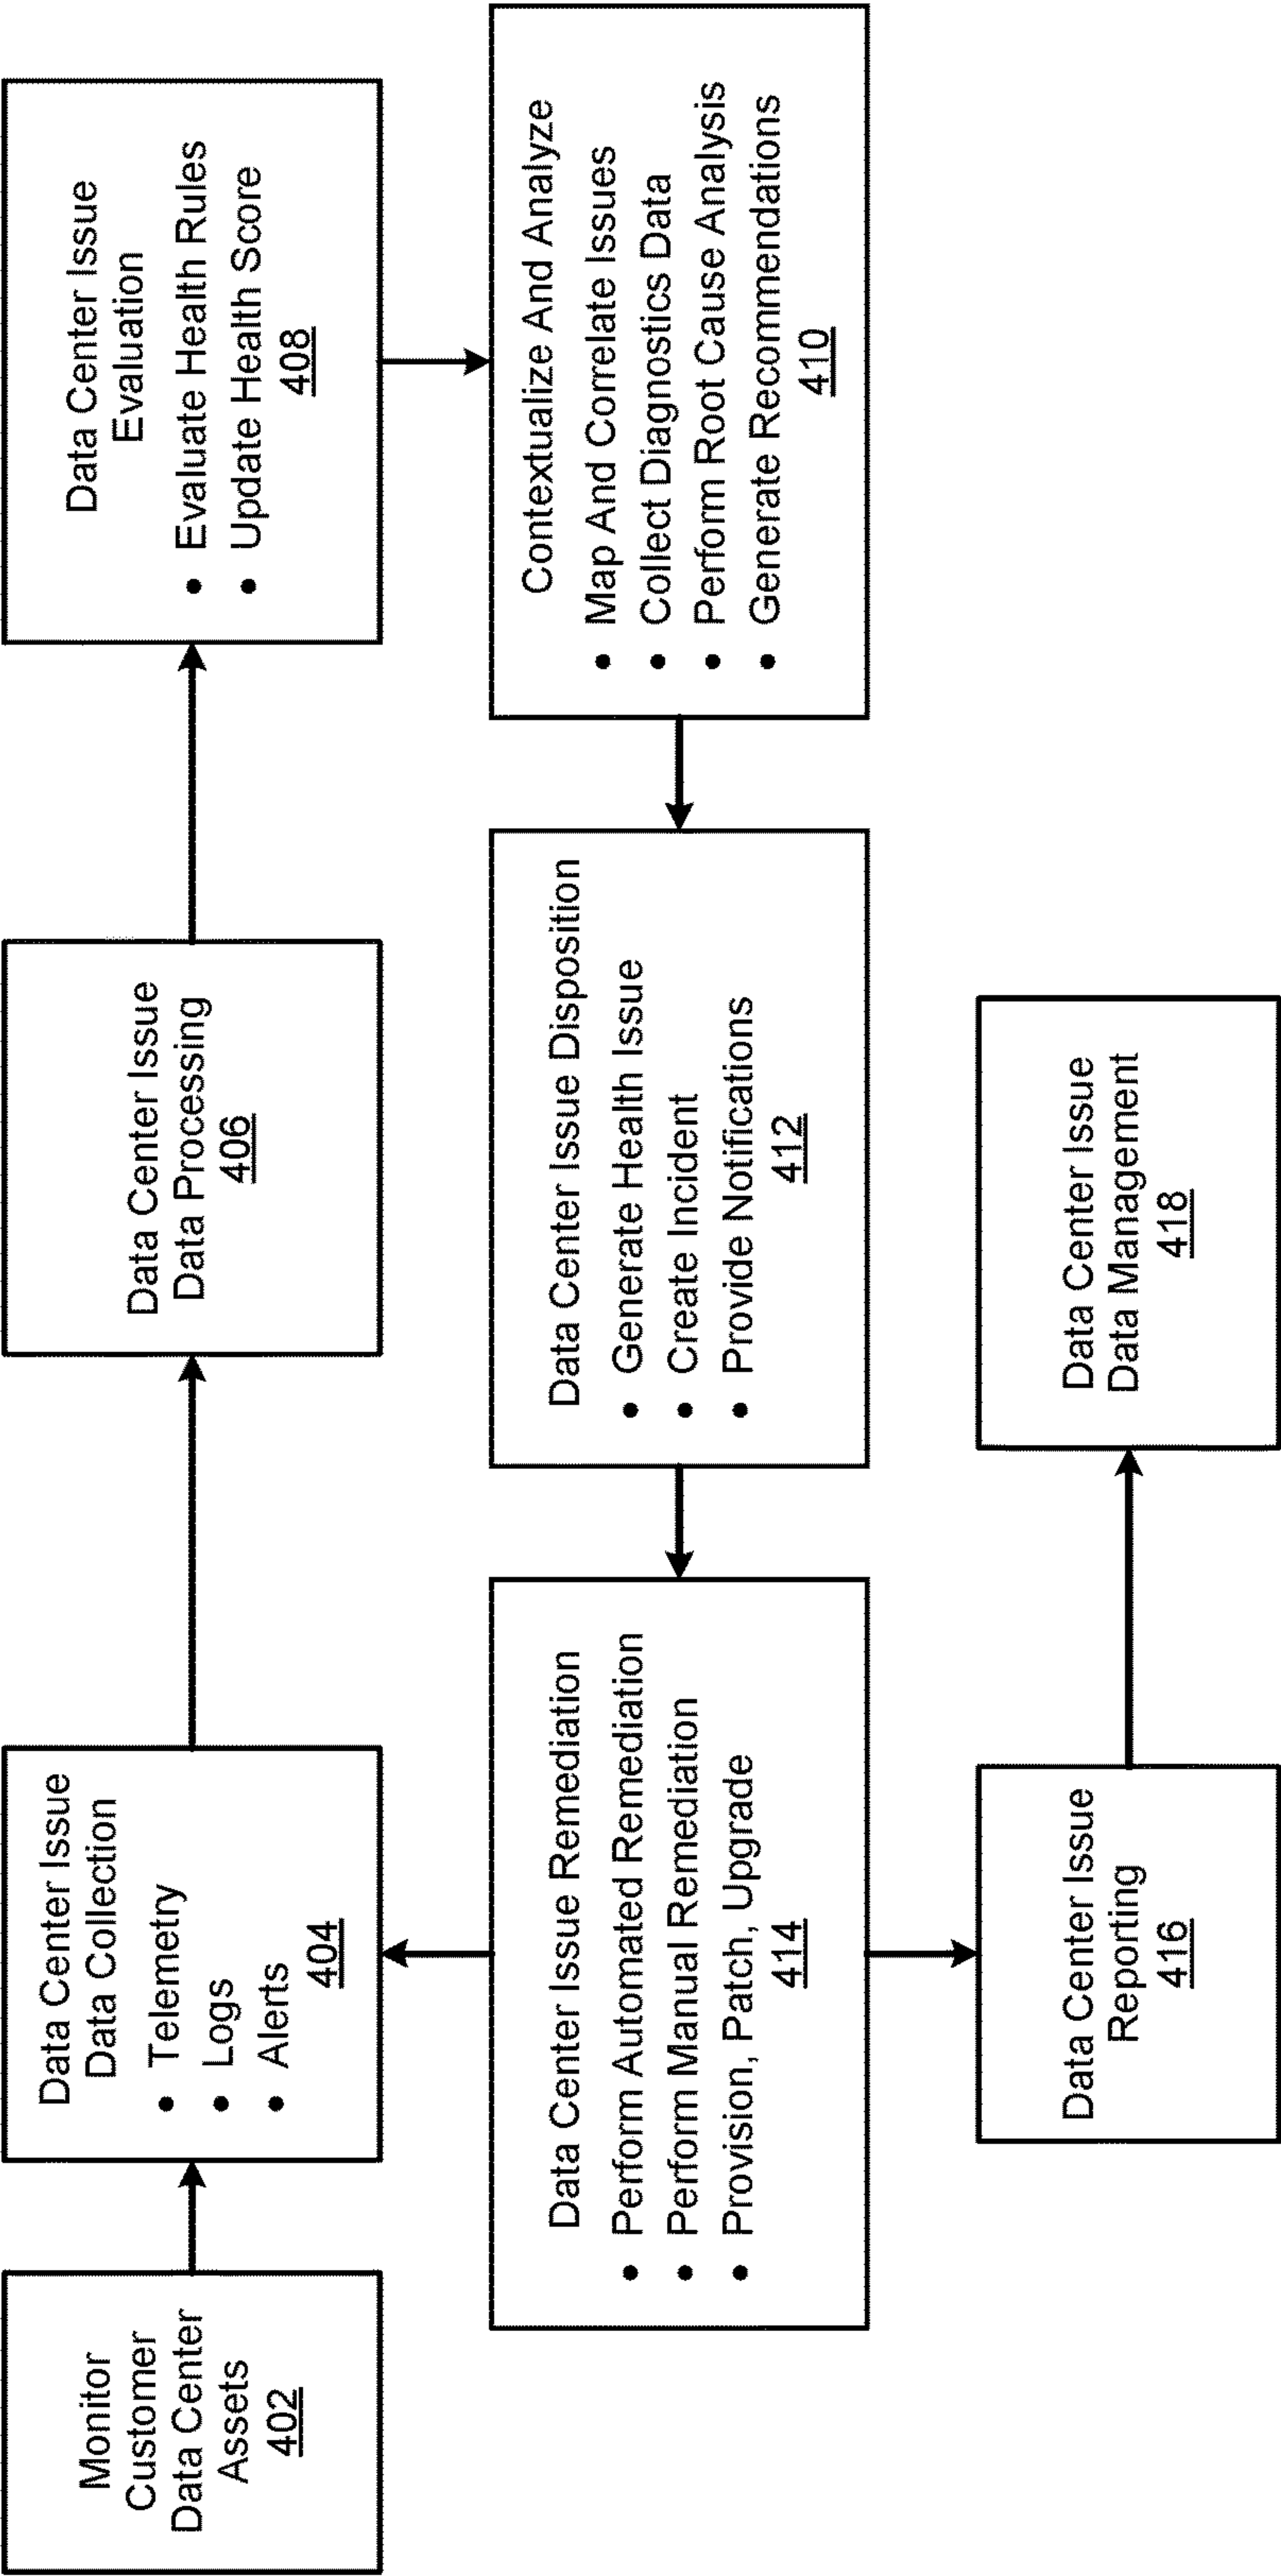 Monitor
Customer
Data Center
Assets
402
Data Center Issue
Data Collection
• Telemetry
• Logs
• Alerts
404
Data Center Issue
Data Processing
406
Data Center Issue
Evaluation
• Evaluate Health Rules
• Update Health Score
408
Contextualize And Analyze
• Map And Correlate Issues
• Collect Diagnostics Data
• Perform Root Cause Analysis
• Generate Recommendations
410
Data Center Issue Disposition
• Generate Health Issue
• Create Incident
• Provide Notifications
412
Data Center Issue Remediation
• Perform Automated Remediation
• Perform Manual Remediation
• Provision, Patch, Upgrade
414
Data Center Issue
Reporting
416
Data Center Issue
Data Management
418